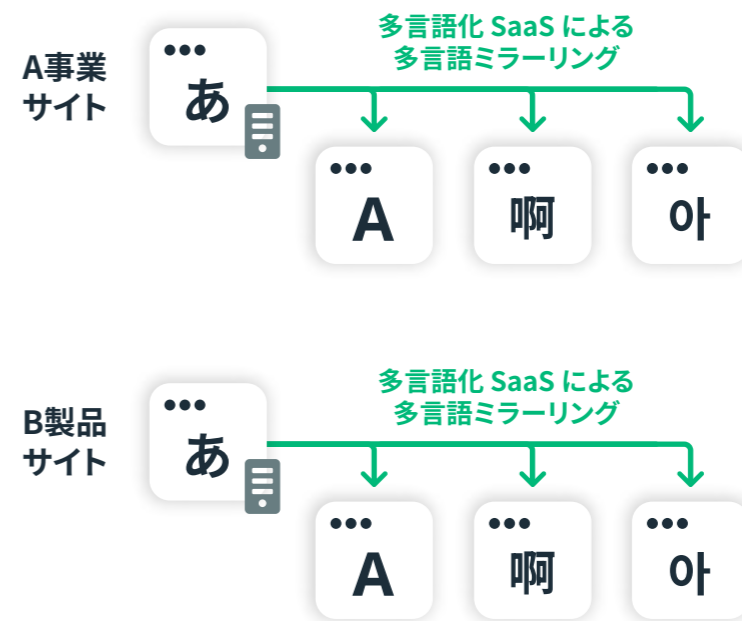 多言語化 SaaS による
多言語ミラーリング
A事業
サイト
あ
A
啊
아
多言語化 SaaS による
多言語ミラーリング
B製品
サイト
あ
A
啊
아